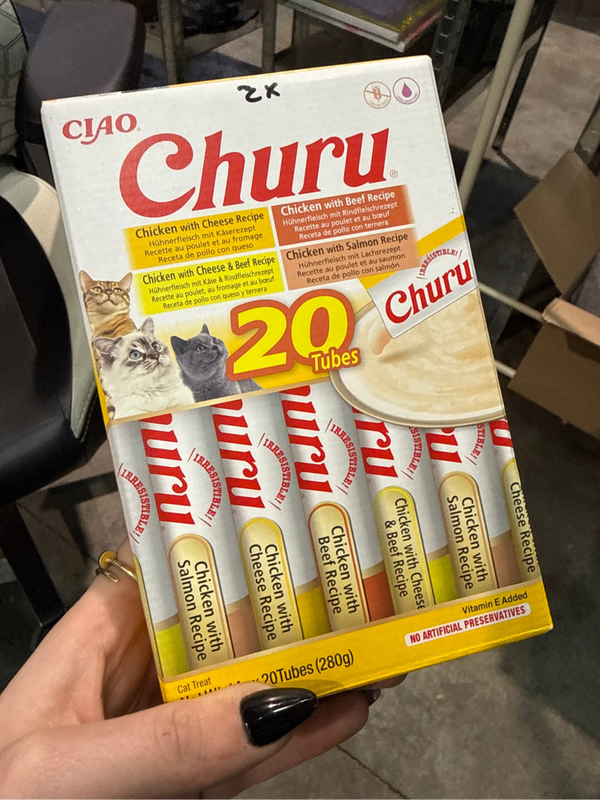 2x
CIAO
Churu
Chicken with Cheese Recipe
Hühnerfleisch mit Käserezept
Recette au poulet et au fromage
Receta de pollo con queso
Chicken with Beef Recipe
Hühnerfleisch mit Rindfleischrezept
Recette au poulet et au bœuf
Receta de pollo con ternera
Chicken with Cheese & Beef Recipe
Hühnerfleisch mit Käse & Rindfleischrezept
Recette au poulet, au fromage et au bœuf
Receta de pollo con queso y ternera
Chicken with Salmon Recipe
Hühnerfleisch mit Lachsrezept
Recette au poulet et au saumon
Receta de pollo con salmón
IRRESISTIBLE!
Churu
20
Tubes
IRRESISTIBLE!
IRRESISTIBLE!
IRRESISTIBLE!
IRRESISTIBLE!
Chicken with
Salmon Recipe
Chicken with
Cheese Recipe
Chicken with
Beef Recipe
Chicken with Cheese
& Beef Recipe
Chicken with
Salmon Recipe
Cheese Recipe
Vitamin E Added
NO ARTIFICIAL PRESERVATIVES
Cat Treat
20Tubes (280g)